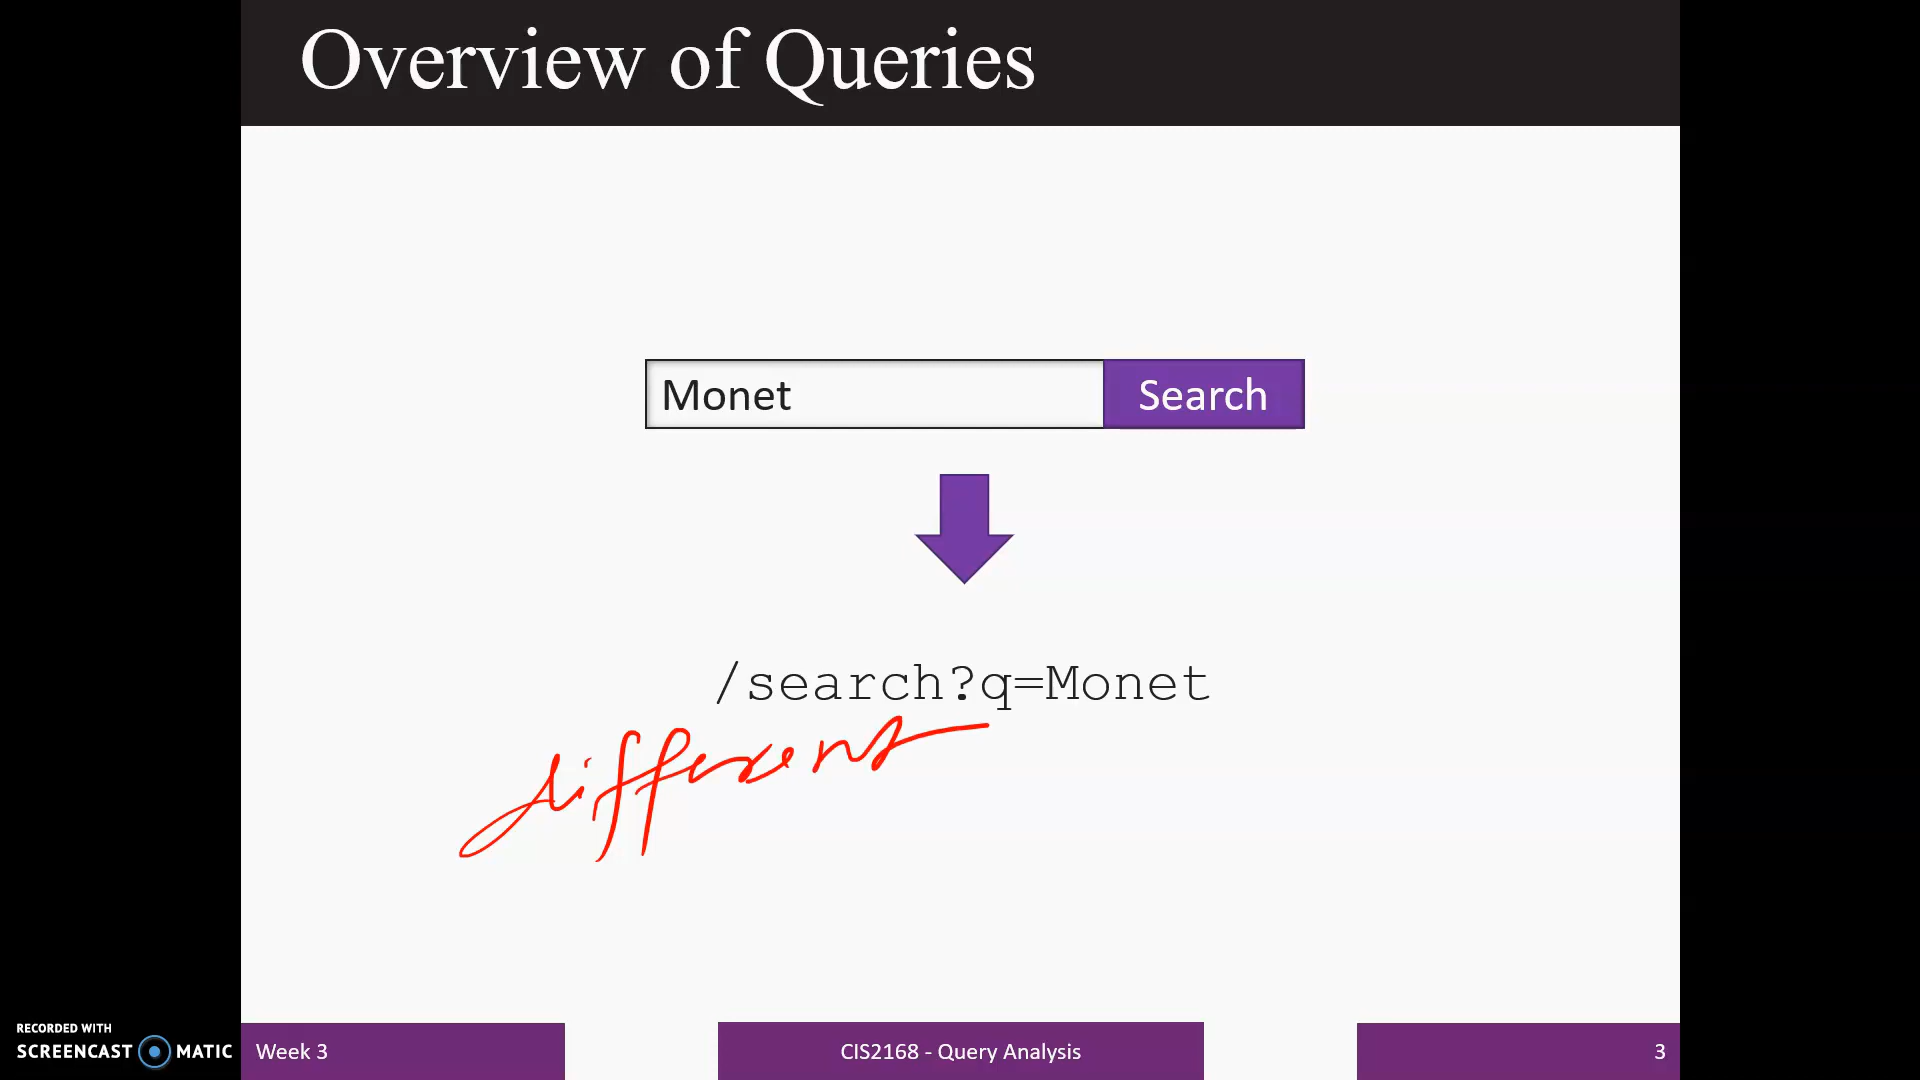 Overview of Queries
Monet Search
/search?q=Monet
different
RECORDED WITH
SCREENCAST MATIC
Week 3 CIS2168 - Query Analysis 3